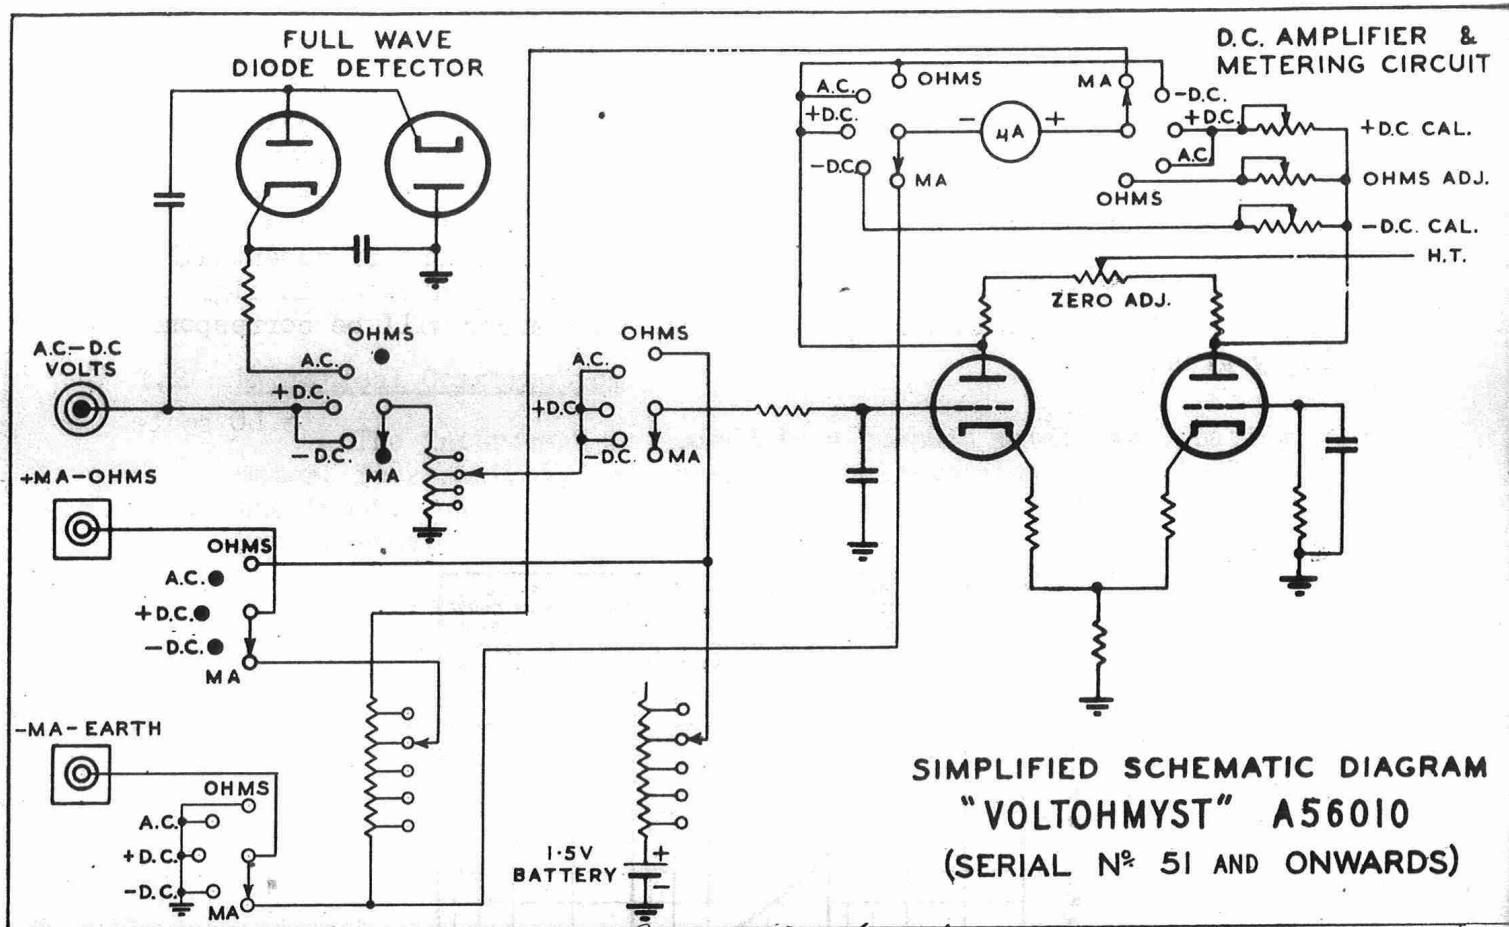 FULL WAVE
DIODE DETECTOR
D.C. AMPLIFIER &
METERING CIRCUIT
A.C.
OHMS
MA
-D.C.
+D.C.
- μA +
+D.C.
+D.C CAL.
A.C.
-D.C.
MA
OHMS
OHMS ADJ.
-D.C. CAL.
H.T.
ZERO ADJ.
A.C.-D.C
VOLTS
OHMS
A.C.
+D.C.
-D.C.
MA
OHMS
A.C.
+D.C
-D.C.
MA
+MA-OHMS
OHMS
A.C.
+D.C.
-D.C.
MA
-MA-EARTH
OHMS
A.C.
+D.C.
-D.C.
MA
1·5V
BATTERY
+
-
SIMPLIFIED SCHEMATIC DIAGRAM
"VOLTOHMYST" A56010
(SERIAL Nº 51 AND ONWARDS)